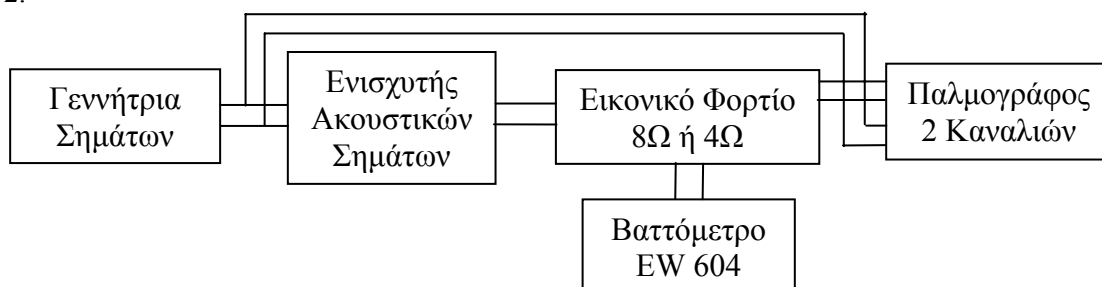 2.
Γεννήτρια
Σημάτων
Ενισχυτής
Ακουστικών
Σημάτων
Εικονικό Φορτίο
8Ω ή 4Ω
Παλμογράφος
2 Καναλιών
Βαττόμετρο
EW 604